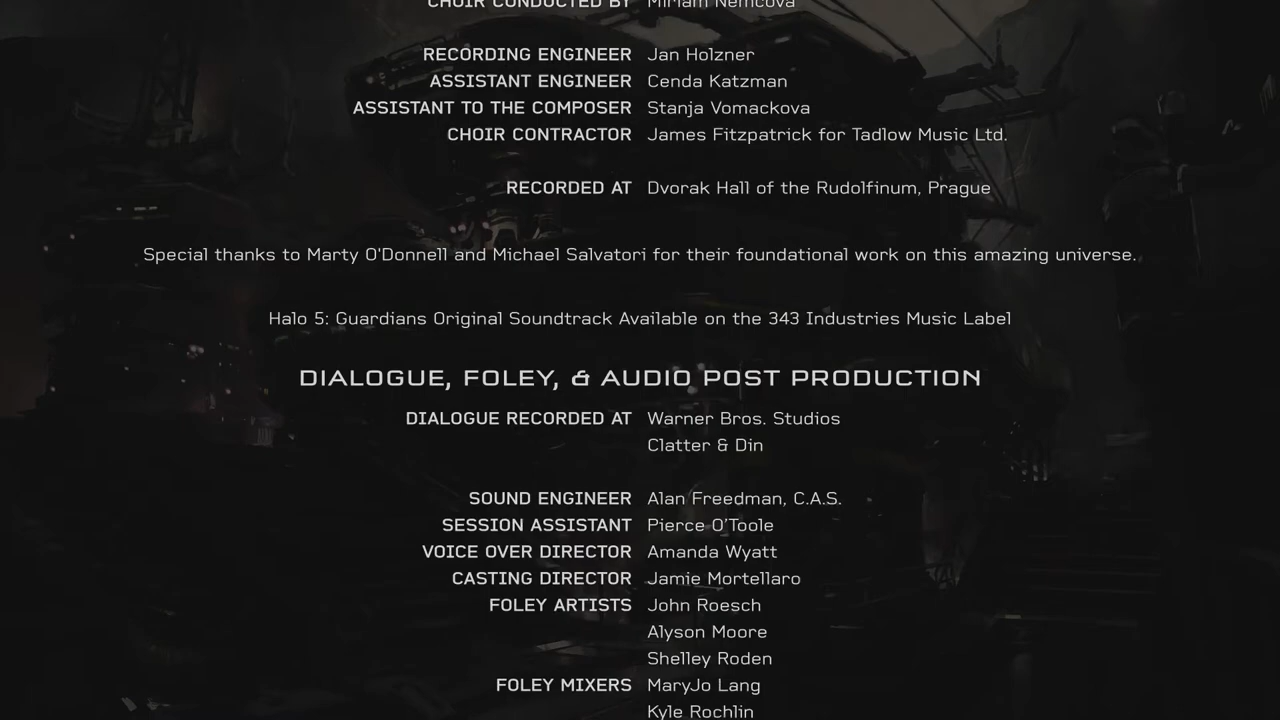 CHOIR CONDUCTED BY Miriam Nemcova
RECORDING ENGINEER Jan Holzner
ASSISTANT ENGINEER Cenda Katzman
ASSISTANT TO THE COMPOSER Stanja Vomackova
CHOIR CONTRACTOR James Fitzpatrick for Tadlow Music Ltd.
RECORDED AT Dvorak Hall of the Rudolfinum, Prague
Special thanks to Marty O'Donnell and Michael Salvatori for their foundational work on this amazing universe.
Halo 5: Guardians Original Soundtrack Available on the 343 Industries Music Label
DIALOGUE, FOLEY, & AUDIO POST PRODUCTION
DIALOGUE RECORDED AT Warner Bros. Studios
Clatter & Din
SOUND ENGINEER Alan Freedman, C.A.S.
SESSION ASSISTANT Pierce O’Toole
VOICE OVER DIRECTOR Amanda Wyatt
CASTING DIRECTOR Jamie Mortellaro
FOLEY ARTISTS John Roesch
Alyson Moore
Shelley Roden
FOLEY MIXERS MaryJo Lang
Kyle Rochlin